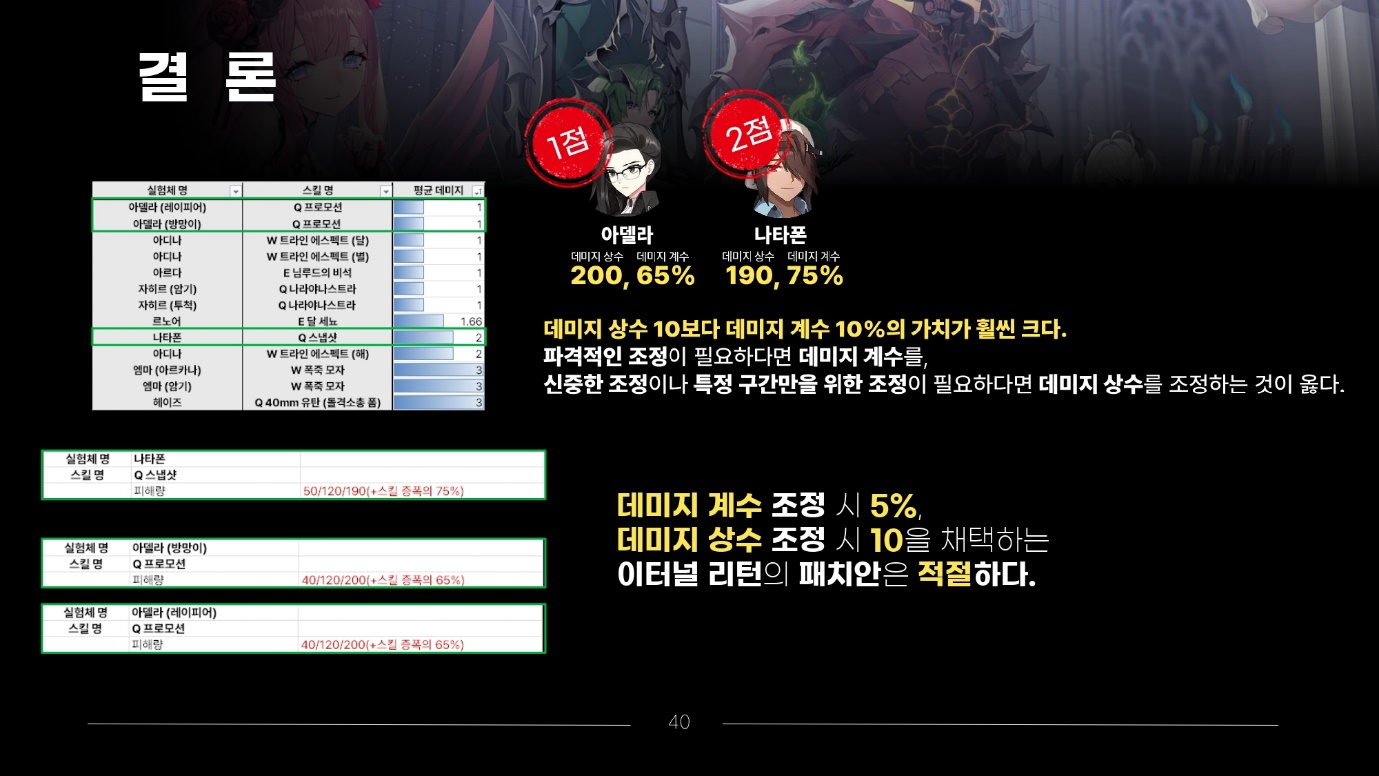 결 론
1점
2점
아델라
나타폰
데미지 상수 데미지 계수
200, 65%
데미지 상수 데미지 계수
190, 75%
실험체 명 스킬 명 평균 데미지
아델라 (레이피어) Q 프로모션 1
아델라 (방망이) Q 프로모션 1
아디나 W 트라인 에스펙트 (달) 1
아디나 W 트라인 에스펙트 (별) 1
아르다 E 님루드의 비석 1
자히르 (암기) Q 나라야나스트라 1
자히르 (투척) Q 나라야나스트라 1
르노어 E 달 세뇨 1.66
나타폰 Q 스냅샷 2
아디나 W 트라인 에스펙트 (해) 2
엠마 (아르카나) W 폭죽 모자 3
엠마 (암기) W 폭죽 모자 3
헤이즈 Q 40mm 유탄 (돌격소총 폼) 3
데미지 상수 10보다 데미지 계수 10%의 가치가 훨씬 크다.
파격적인 조정이 필요하다면 데미지 계수를,
신중한 조정이나 특정 구간만을 위한 조정이 필요하다면 데미지 상수를 조정하는 것이 옳다.
실험체 명 나타폰
스킬 명 Q 스냅샷
피해량 50/120/190(+스킬 증폭의 75%)
실험체 명 아델라 (방망이)
스킬 명 Q 프로모션
피해량 40/120/200(+스킬 증폭의 65%)
실험체 명 아델라 (레이피어)
스킬 명 Q 프로모션
피해량 40/120/200(+스킬 증폭의 65%)
데미지 계수 조정 시 5%,
데미지 상수 조정 시 10을 채택하는
이터널 리턴의 패치안은 적절하다.
40